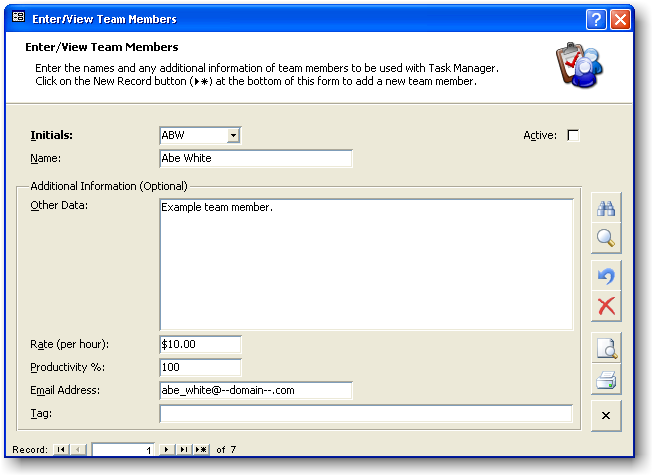 Enter/View Team Members
Enter/View Team Members
Enter the names and any additional information of team members to be used with Task Manager.
Click on the New Record button (▶*) at the bottom of this form to add a new team member.
Initials: ABW Active:
Name: Abe White
Additional Information (Optional)
Other Data: Example team member.
Rate (per hour): $10.00
Productivity %: 100
Email Address: abe_white@--domain--.com
Tag:
Record: 1 of 7